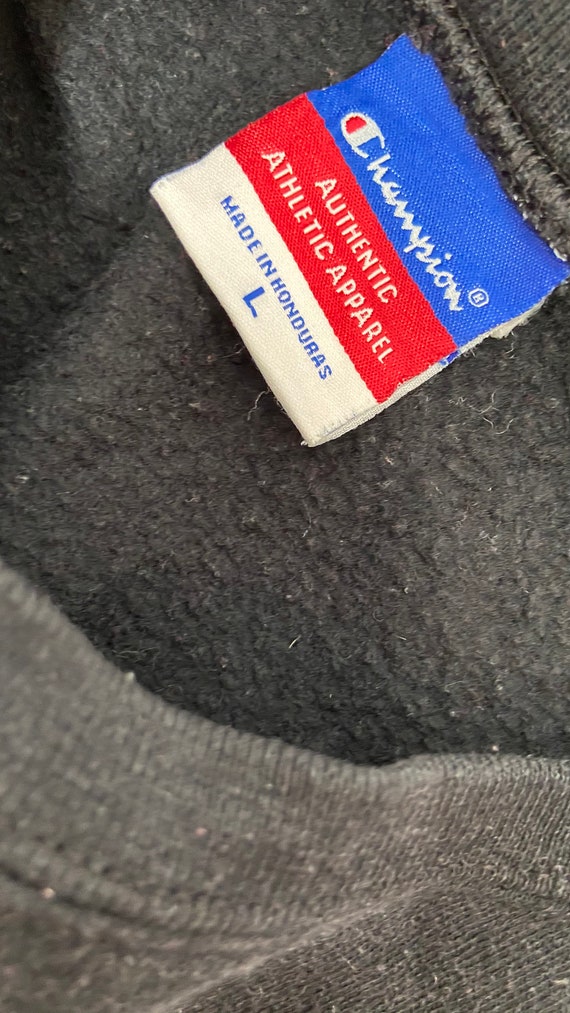 Champion®
AUTHENTIC
ATHLETIC APPAREL
MADE IN HONDURAS
L